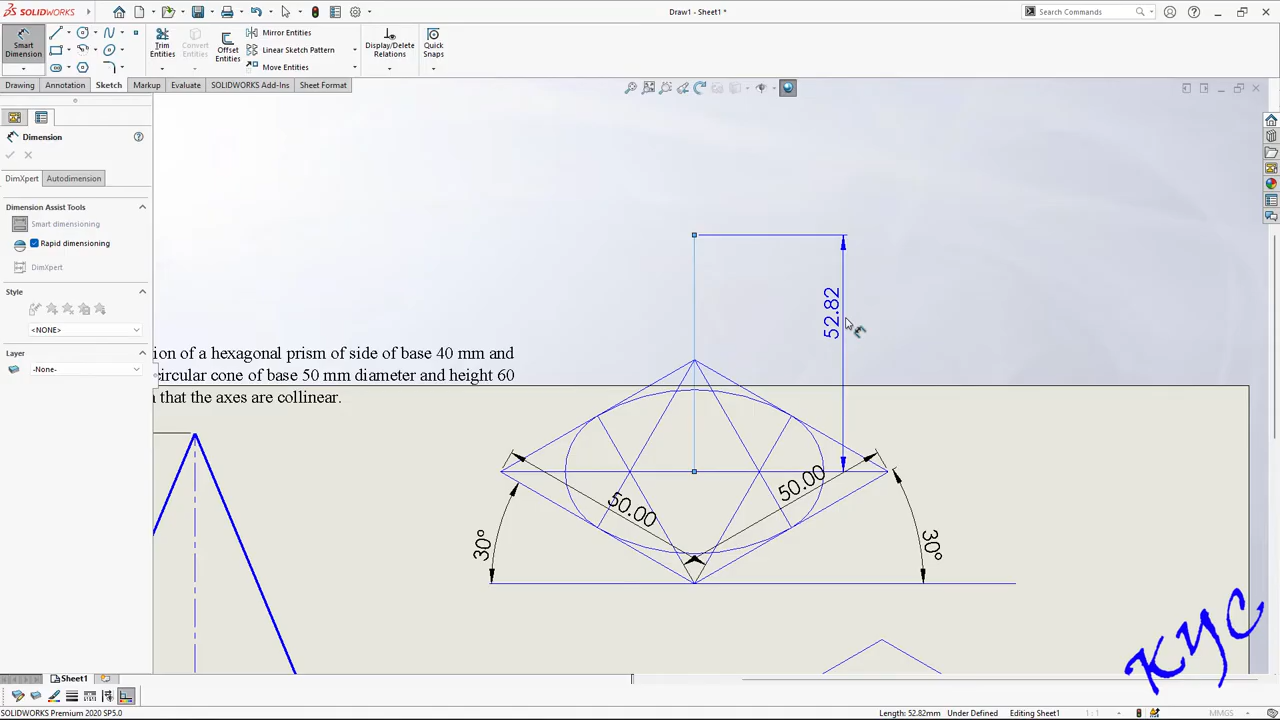 SOLIDWORKS
Draw1 - Sheet1 *
Search Commands
Smart Dimension
Trim Entities
Convert Entities
Offset Entities
Mirror Entities
Linear Sketch Pattern
Move Entities
Display/Delete Relations
Quick Snaps
Drawing
Annotation
Sketch
Markup
Evaluate
SOLIDWORKS Add-Ins
Sheet Format
Dimension
DimXpert
Autodimension
Dimension Assist Tools
Smart dimensioning
Rapid dimensioning
DimXpert
Style
<NONE>
Layer
-None-
52.82
ion of a hexagonal prism of side of base 40 mm and
circular cone of base 50 mm diameter and height 60
that the axes are collinear.
50.00
50.00
30°
30°
KYC
Sheet1
SOLIDWORKS Premium 2020 SP5.0
Length: 52.82mm
Under Defined
Editing Sheet1
1 : 1
MMGS